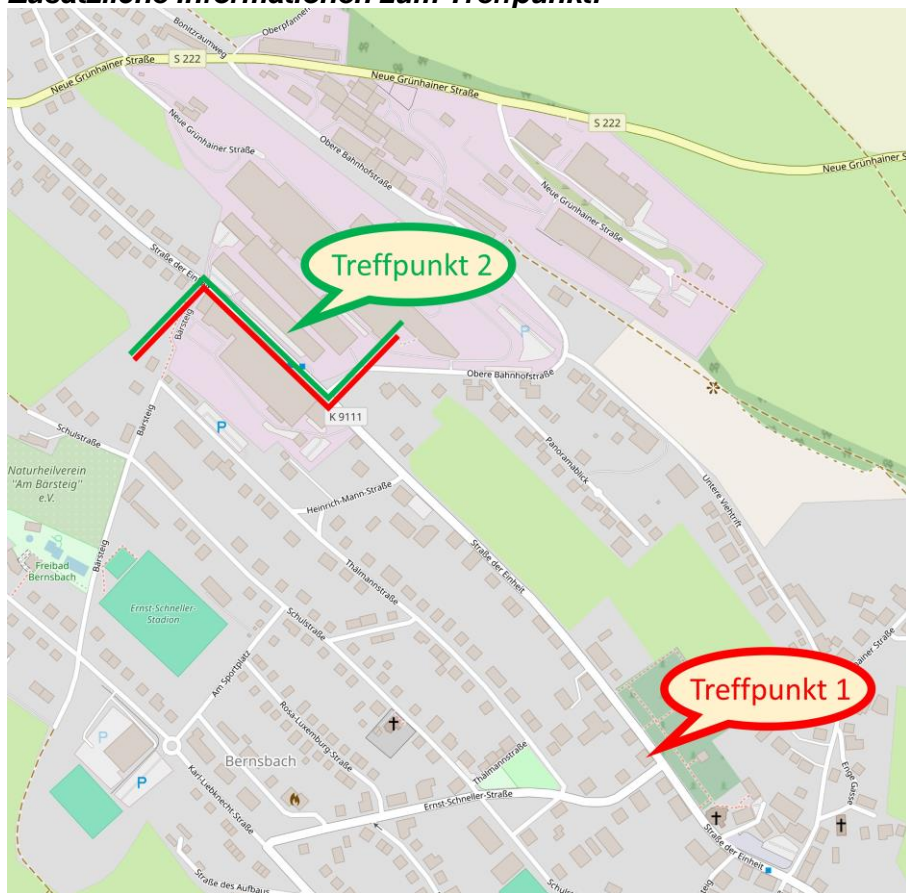 Zusätzliche Informationen zum Treffpunkt:
Bonitzraumweg
Oberpfannen
S 222
Neue Grünhainer Straße
Neue Grünhainer Straße
S 222
Neue Grünhainer S
Neue Grünhainer Straße
Obere Bahnhofstraße
Neue Grünhainer Straße
Straße der Einhei
Treffpunkt 2
Bärsteig
P
Obere Bahnhofstraße
K 9111
P
Bärsteig
Schulstraße
Panoramablick
Untere Viehtrift
Naturheilverein
"Am Bärsteig"
e.V.
Heinrich-Mann-Straße
Straße der Einheit
Freibad
Bernsbach
Bärsteig
Thälmannstraße
Ernst-Schneller-
Stadion
Schulstraße
Am Sportplatz
hainer Straße
Treffpunkt 1
Rosa-Luxemburg-Straße
P
Bernsbach
Thälmannstraße
Enge Gasse
P
Karl-Liebknecht-Straße
Ernst-Schneller-Straße
Straße der Einheit
Straße des Aufbaus
Schulst